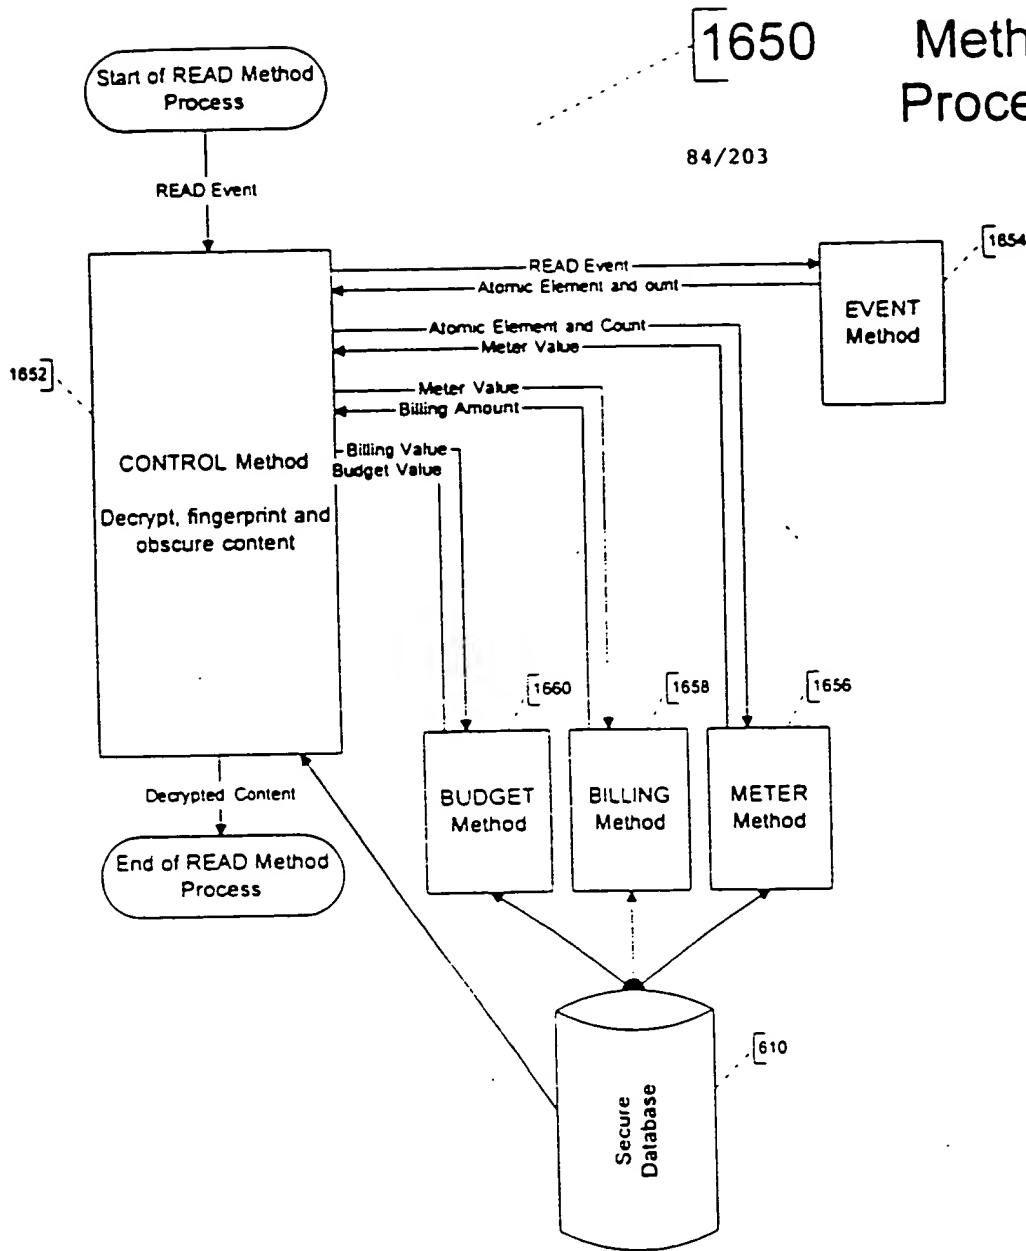 1650 Meth
Proce
84/203
Start of READ Method
Process
READ Event
READ Event
Atomic Element and ount
Atomic Element and Count
Meter Value
Meter Value
Billing Amount
Billing Value
Budget Value
1654
EVENT
Method
1652
CONTROL Method
Decrypt, fingerprint and
obscure content
1660
1658
1656
BUDGET
Method
BILLING
Method
METER
Method
Decrypted Content
End of READ Method
Process
610
Secure
Database